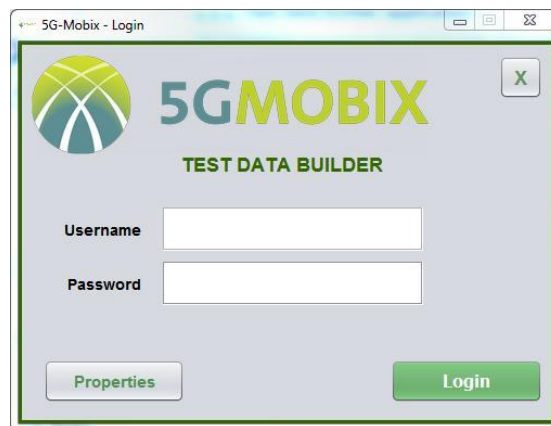 5G-Mobix - Login
X
5GMOBIX
TEST DATA BUILDER
Username
Password
Properties
Login